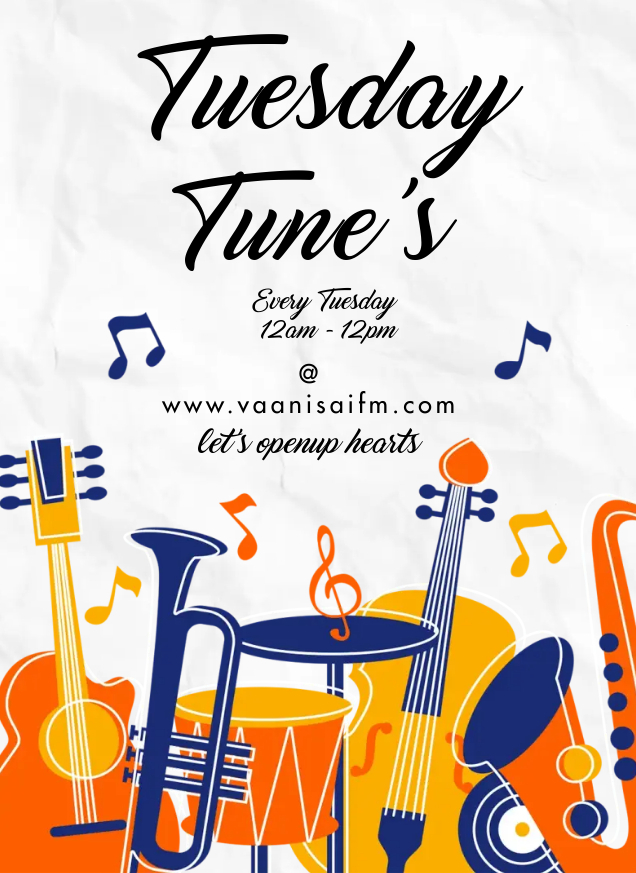 Tuesday
Tune's
Every Tuesday
12am - 12pm
@
www.vaanisaifm.com
let's openup hearts